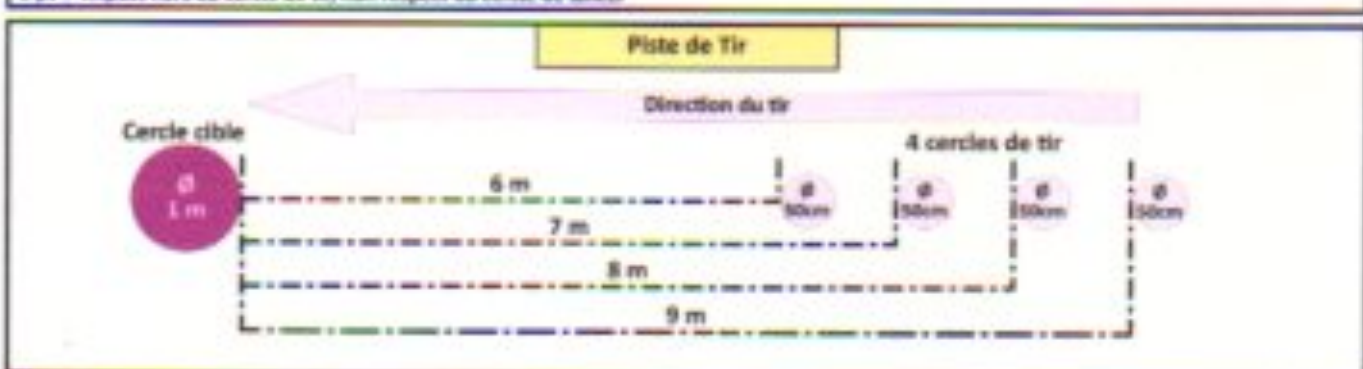 Piste de Tir
Direction du tir
Cercle cible
4 cercles de tir
Ø
1 m
6 m
Ø
50cm
Ø
50cm
Ø
50cm
Ø
50cm
7 m
8 m
9 m